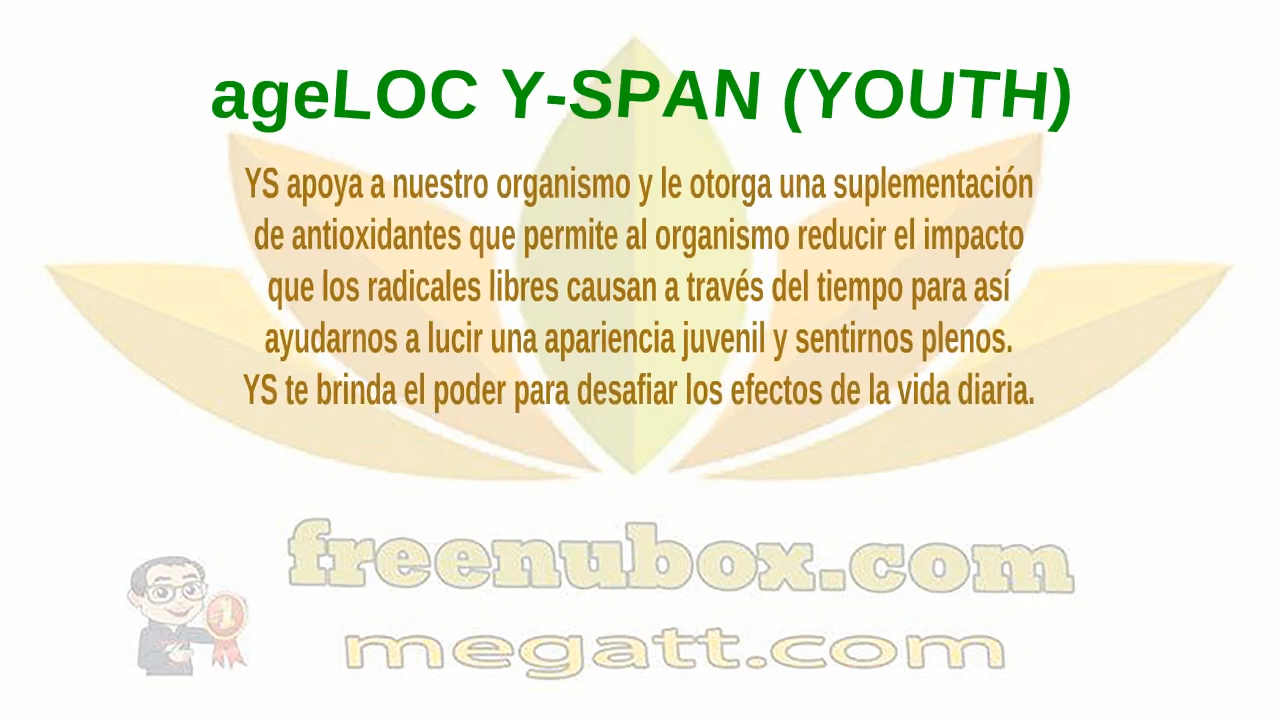 ageLOC Y-SPAN (YOUTH)
YS apoya a nuestro organismo y le otorga una suplementación
de antioxidantes que permite al organismo reducir el impacto
que los radicales libres causan a través del tiempo para así
ayudarnos a lucir una apariencia juvenil y sentirnos plenos.
YS te brinda el poder para desafiar los efectos de la vida diaria.
freenubox.com
1
megatt.com